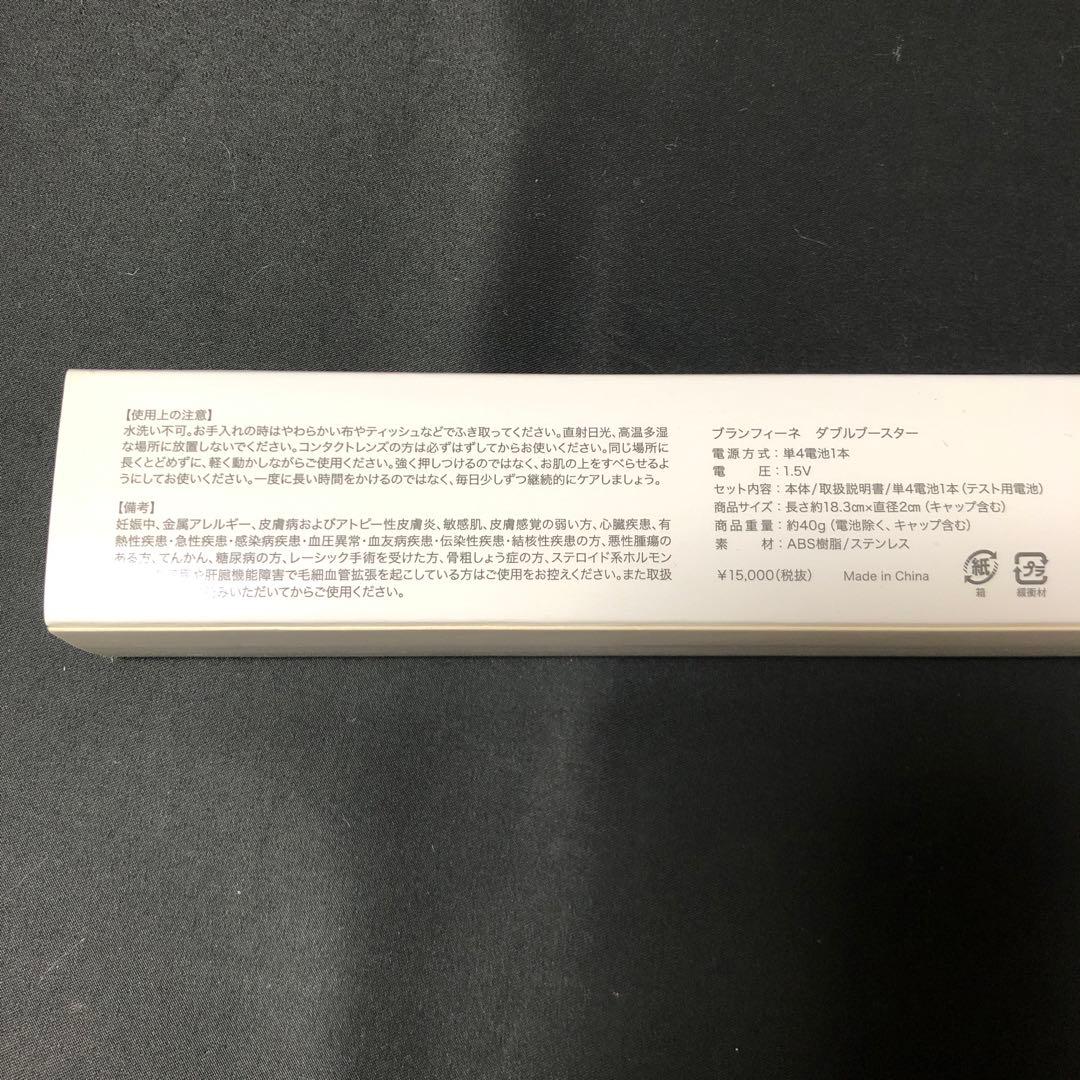 【使用上の注意】
水洗い不可。お手入れの時はやわらかい布やティッシュなどでふき取ってください。直射日光、高温多湿
な場所に放置しないでください。コンタクトレンズの方は必ずはずしてからお使いください。同じ場所に
長くとどめずに、軽く動かしながらご使用ください。強く押しつけるのではなく、お肌の上をすべらせるよ
うにしてお使いください。一度に長い時間をかけるのではなく、毎日少しずつ継続的にケアしましょう。
【備考】
妊娠中、金属アレルギー、皮膚病およびアトピー性皮膚炎、敏感肌、皮膚感覚の弱い方、心臓疾患、有
熱性疾患・急性疾患・感染病疾患・血圧異常・血友病疾患・伝染性疾患・結核性疾患の方、悪性腫瘍の
ある方、てんかん、糖尿病の方、レーシック手術を受けた方、骨粗しょう症の方、ステロイド系ホルモン
や肝臓機能障害で毛細血管拡張を起こしている方はご使用をお控えください。また取扱
みいただいてからご使用ください。
ブランフィーネ ダブルブースター
電源方式：単4電池1本
電圧：1.5V
セット内容：本体/取扱説明書/単4電池1本（テスト用電池）
商品サイズ：長さ約18.3cm×直径2cm（キャップ含む）
商品重量：約40g（電池除く、キャップ含む）
素材：ABS樹脂/ステンレス
¥15,000（税抜） Made in China
紙 プラ
箱 緩衝材